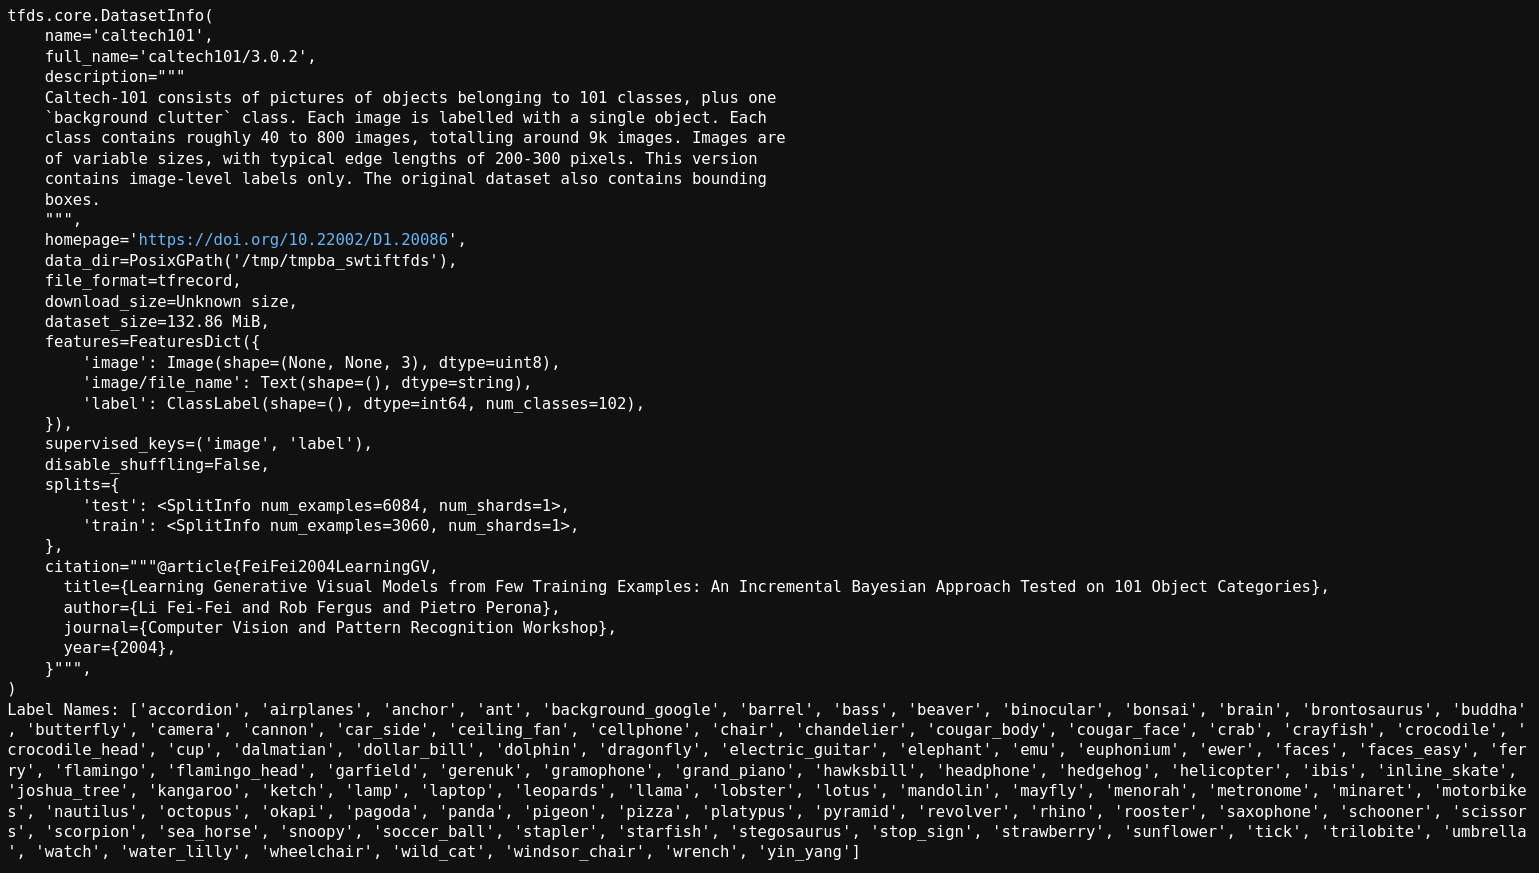 tfds.core.DatasetInfo(
    name='caltech101',
    full_name='caltech101/3.0.2',
    description="""
    Caltech-101 consists of pictures of objects belonging to 101 classes, plus one
    `background clutter` class. Each image is labelled with a single object. Each
    class contains roughly 40 to 800 images, totalling around 9k images. Images are
    of variable sizes, with typical edge lengths of 200-300 pixels. This version
    contains image-level labels only. The original dataset also contains bounding
    boxes.
    """,
    homepage='https://doi.org/10.22002/D1.20086',
    data_dir=PosixGPath('/tmp/tmpba_swtiftfds'),
    file_format=tfrecord,
    download_size=Unknown size,
    dataset_size=132.86 MiB,
    features=FeaturesDict({
        'image': Image(shape=(None, None, 3), dtype=uint8),
        'image/file_name': Text(shape=(), dtype=string),
        'label': ClassLabel(shape=(), dtype=int64, num_classes=102),
    }),
    supervised_keys=('image', 'label'),
    disable_shuffling=False,
    splits={
        'test': <SplitInfo num_examples=6084, num_shards=1>,
        'train': <SplitInfo num_examples=3060, num_shards=1>,
    },
    citation="""@article{FeiFei2004LearningGV,
      title={Learning Generative Visual Models from Few Training Examples: An Incremental Bayesian Approach Tested on 101 Object Categories},
      author={Li Fei-Fei and Rob Fergus and Pietro Perona},
      journal={Computer Vision and Pattern Recognition Workshop},
      year={2004},
    }""",
)
Label Names: ['accordion', 'airplanes', 'anchor', 'ant', 'background_google', 'barrel', 'bass', 'beaver', 'binocular', 'bonsai', 'brain', 'brontosaurus', 'buddha'
, 'butterfly', 'camera', 'cannon', 'car_side', 'ceiling_fan', 'cellphone', 'chair', 'chandelier', 'cougar_body', 'cougar_face', 'crab', 'crayfish', 'crocodile', '
crocodile_head', 'cup', 'dalmatian', 'dollar_bill', 'dolphin', 'dragonfly', 'electric_guitar', 'elephant', 'emu', 'euphonium', 'ewer', 'faces', 'faces_easy', 'fer
ry', 'flamingo', 'flamingo_head', 'garfield', 'gerenuk', 'gramophone', 'grand_piano', 'hawksbill', 'headphone', 'hedgehog', 'helicopter', 'ibis', 'inline_skate',
'joshua_tree', 'kangaroo', 'ketch', 'lamp', 'laptop', 'leopards', 'llama', 'lobster', 'lotus', 'mandolin', 'mayfly', 'menorah', 'metronome', 'minaret', 'motorbike
s', 'nautilus', 'octopus', 'okapi', 'pagoda', 'panda', 'pigeon', 'pizza', 'platypus', 'pyramid', 'revolver', 'rhino', 'rooster', 'saxophone', 'schooner', 'scissor
s', 'scorpion', 'sea_horse', 'snoopy', 'soccer_ball', 'stapler', 'starfish', 'stegosaurus', 'stop_sign', 'strawberry', 'sunflower', 'tick', 'trilobite', 'umbrella
', 'watch', 'water_lilly', 'wheelchair', 'wild_cat', 'windsor_chair', 'wrench', 'yin_yang']